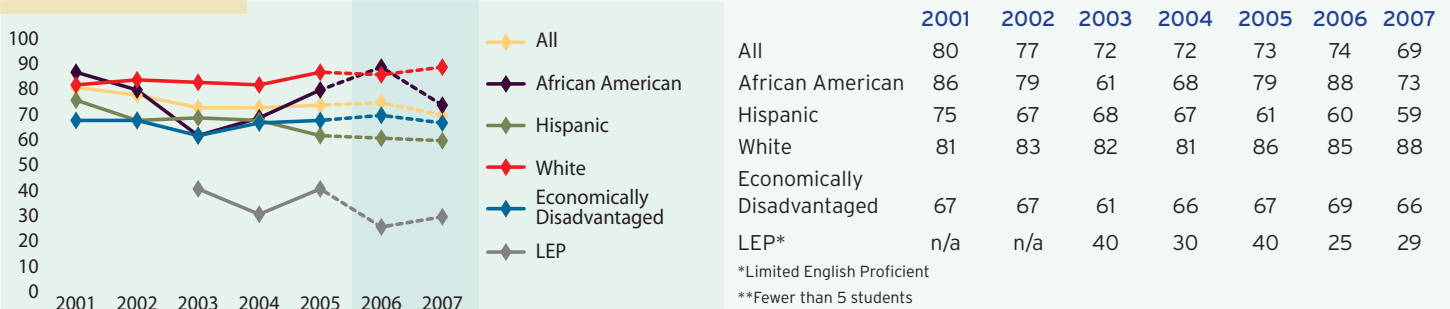 100
90
80
70
60
50
40
30
20
10
0
2001 2002 2003 2004 2005 2006 2007
All
African American
Hispanic
White
Economically
Disadvantaged
LEP
2001 2002 2003 2004 2005 2006 2007
All 80 77 72 72 73 74 69
African American 86 79 61 68 79 88 73
Hispanic 75 67 68 67 61 60 59
White 81 83 82 81 86 85 88
Economically
Disadvantaged 67 67 61 66 67 69 66
LEP* n/a n/a 40 30 40 25 29
*Limited English Proficient
**Fewer than 5 students